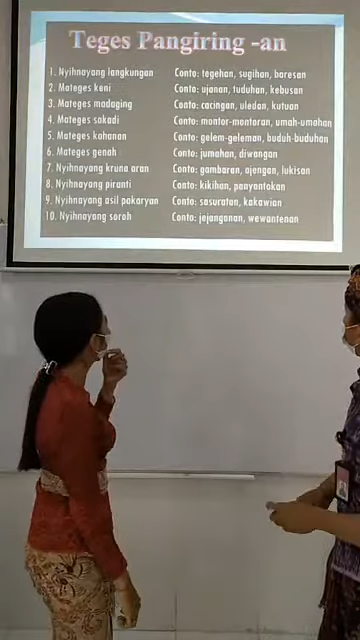 Teges Pangiring -an
1. Nyihnayang langkungan Conto: tegehan, sugihan, baresan
2. Mateges keni Conto: ujanan, tuduhan, kebusan
3. Mateges madaging Conto: cacingan, uledan, kutuan
4. Mateges sakadi Conto: montor-montoran, umah-umahan
5. Mateges kahanan Conto: gelem-geleman, buduh-buduhan
6. Mateges genah Conto: jumahan, diwangan
7. Nyihnayang kruna aran Conto: gambaran, ajengan, lukisan
8. Nyihnayang piranti Conto: kikihan, panyantokan
9. Nyihnayang asil pakaryan Conto: sasuratan, kakawian
10. Nyihnayang soroh Conto: jejanganan, wewantenan